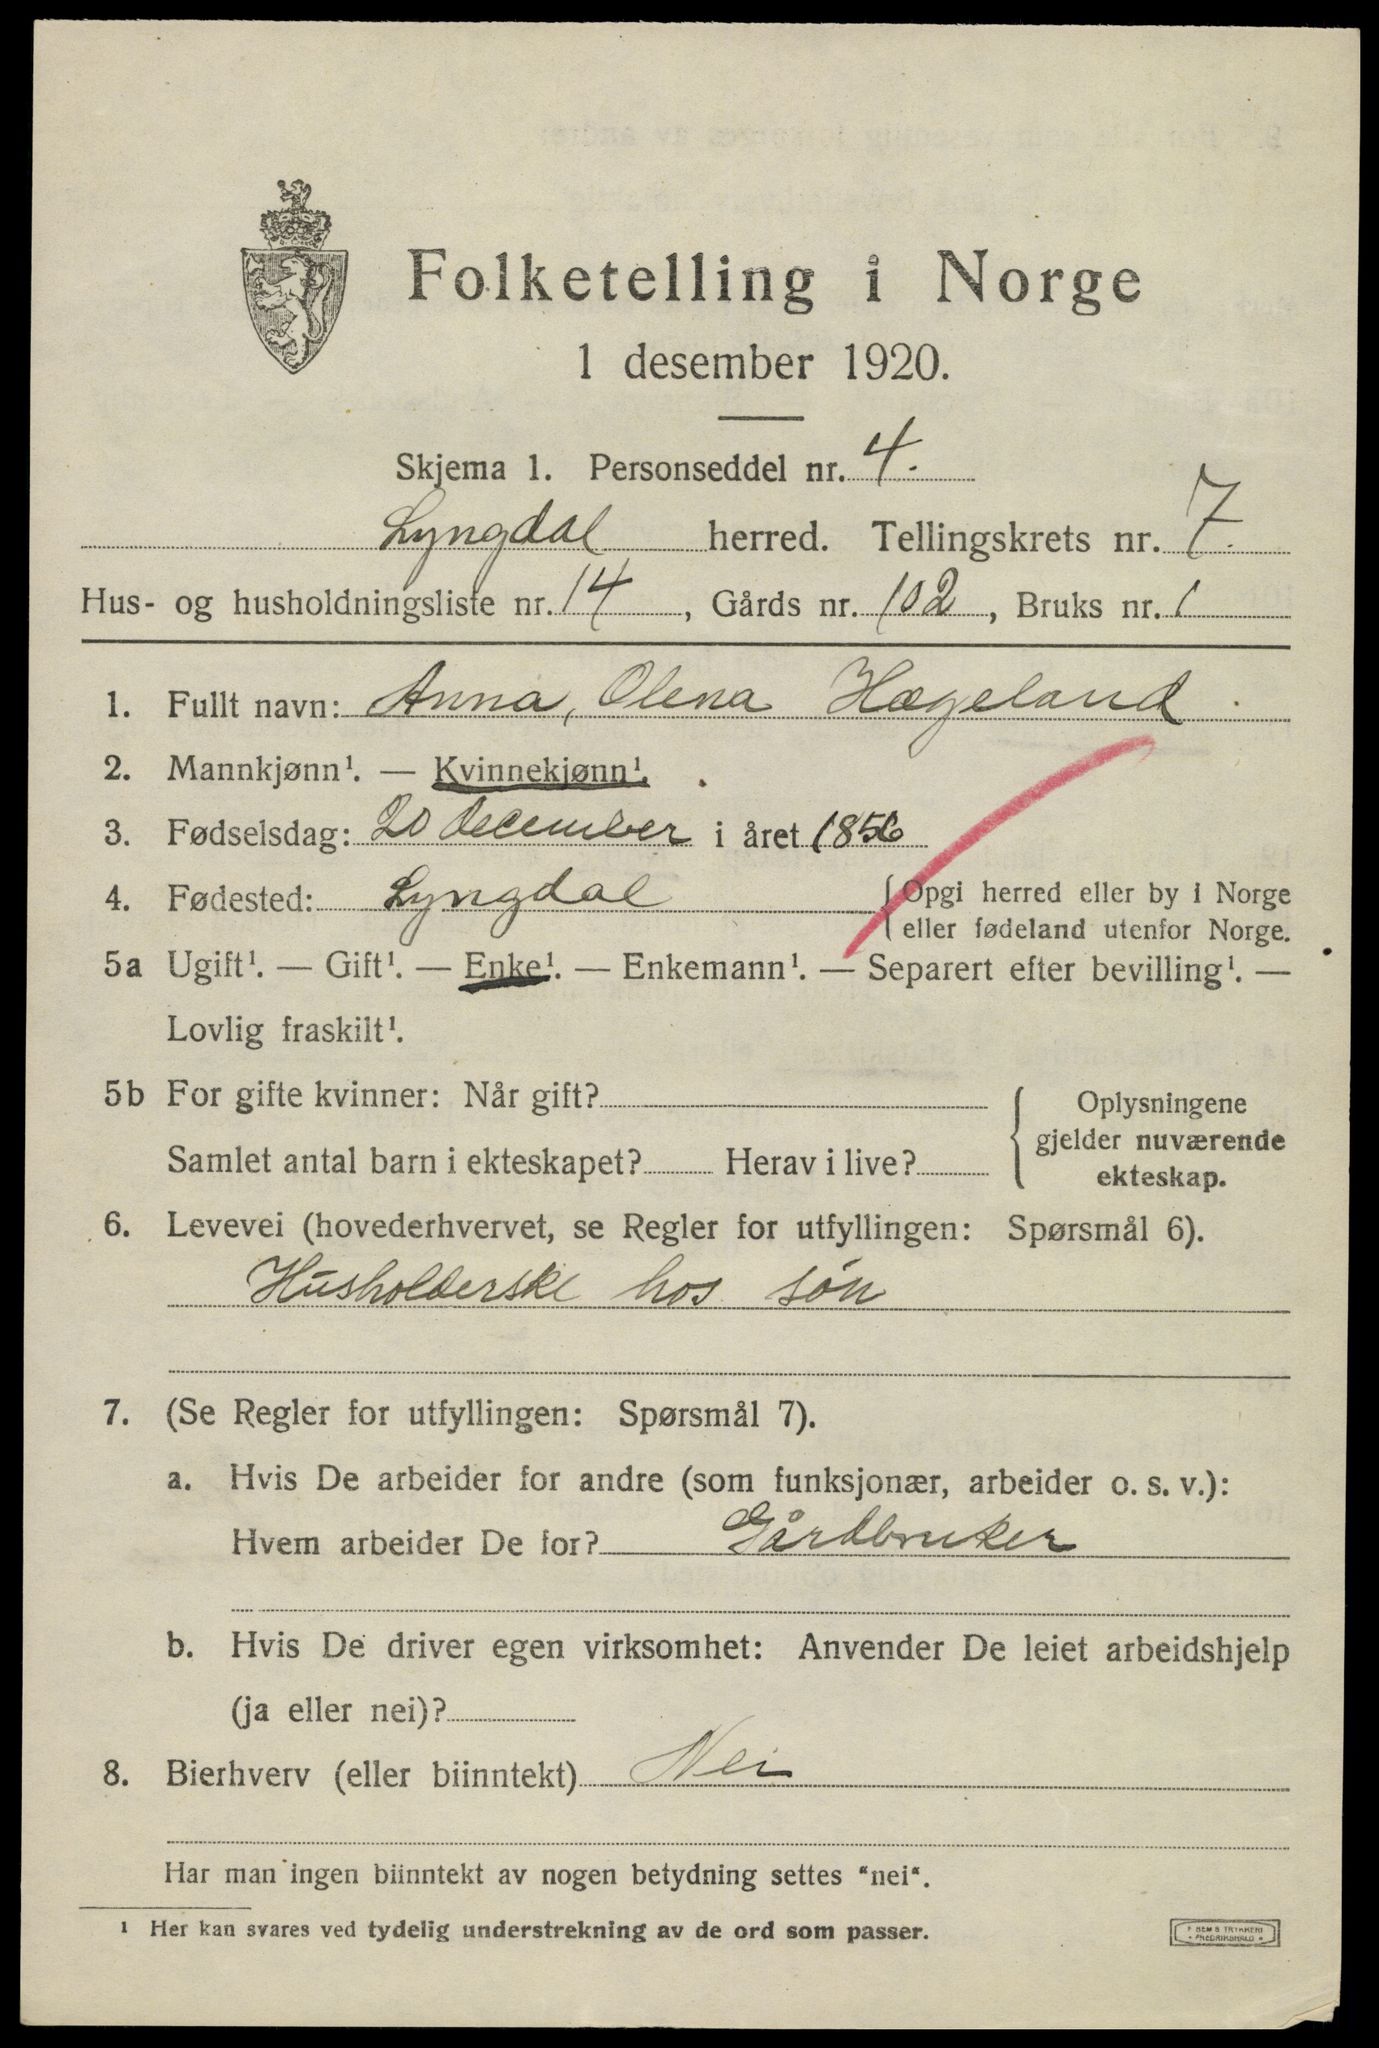 Folketelling i Norge
1 desember 1920.
Skjema 1. Personseddel nr. 4.
Lyngdal herred. Tellingskrets nr. 7.
Hus- og husholdningsliste nr. 14, Gårds nr. 102, Bruks nr. 1
1. Fullt navn: Anna, Olena Hægeland
2. Mannkjønn¹. — Kvinnekjønn¹.
3. Fødselsdag: 20 december i året 1856
4. Fødested: Lyngdal {Opgi herred eller by i Norge
eller fødeland utenfor Norge.
5a Ugift¹. — Gift¹. — Enke¹. — Enkemann¹. — Separert efter bevilling¹. —
Lovlig fraskilt¹.
5b For gifte kvinner: Når gift?
Samlet antal barn i ekteskapet? Herav i live?
Oplysningene
gjelder nuværende
ekteskap.
6. Levevei (hovederhvervet, se Regler for utfyllingen: Spørsmål 6).
Husholderske hos søn
7. (Se Regler for utfyllingen: Spørsmål 7).
a. Hvis De arbeider for andre (som funksjonær, arbeider o. s. v.):
Hvem arbeider De for? Gårdbruker
b. Hvis De driver egen virksomhet: Anvender De leiet arbeidshjelp
(ja eller nei)?
8. Bierhverv (eller biinntekt) Nei
Har man ingen biinntekt av nogen betydning settes "nei".
¹ Her kan svares ved tydelig understrekning av de ord som passer.
TRYKKERI
FREDRIKSHALD